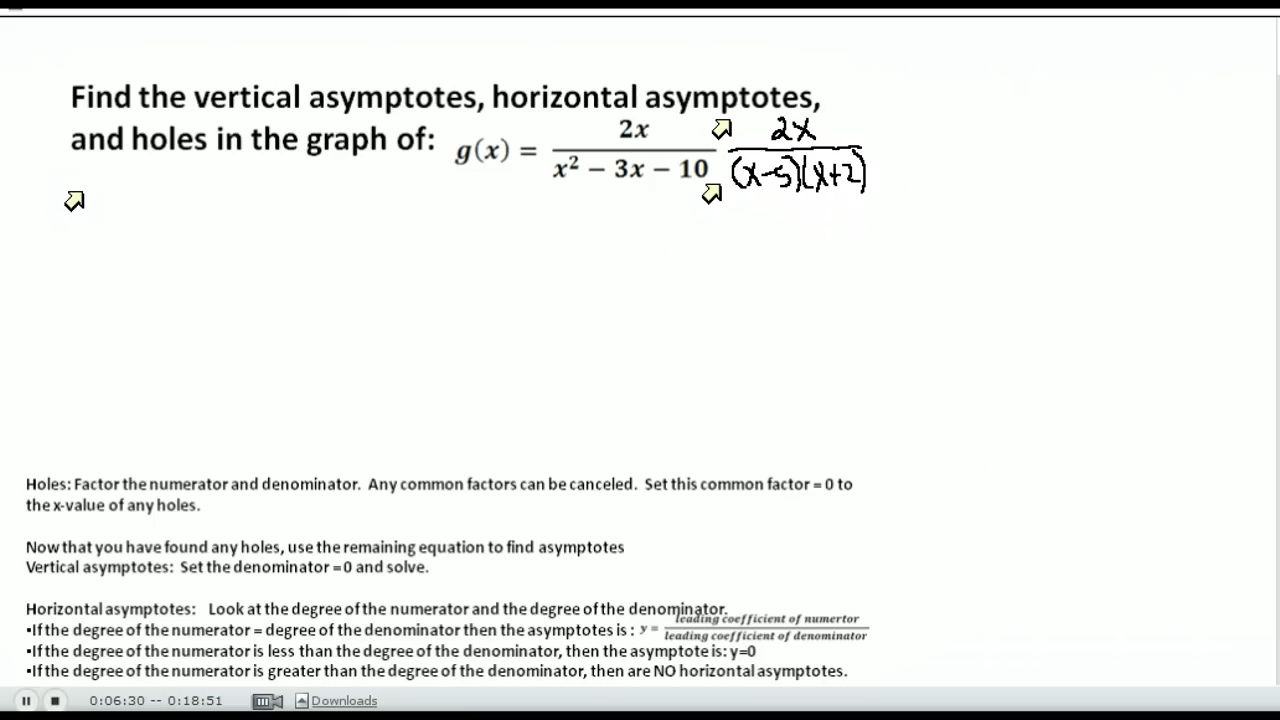 Find the vertical asymptotes, horizontal asymptotes,
and holes in the graph of: g(x) = 2x / x² − 3x − 10 2x / (x-5)(x+2)
Holes: Factor the numerator and denominator. Any common factors can be canceled. Set this common factor = 0 to
the x-value of any holes.
Now that you have found any holes, use the remaining equation to find asymptotes
Vertical asymptotes: Set the denominator =0 and solve.
Horizontal asymptotes: Look at the degree of the numerator and the degree of the denominator.
▪If the degree of the numerator = degree of the denominator then the asymptotes is : y = leading coefficient of numertor / leading coefficient of denominator
▪If the degree of the numerator is less than the degree of the denominator, then the asymptote is: y=0
▪If the degree of the numerator is greater than the degree of the denominator, then are NO horizontal asymptotes.
0:06:30 -- 0:18:51 Downloads